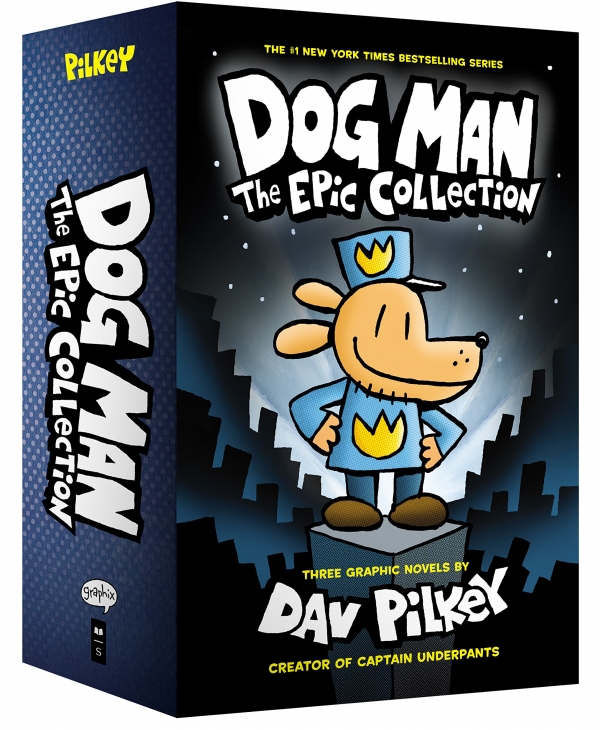 PILKEY
DOG MAN
THE EPIC COLLECTION
graphix
S
THE #1 NEW YORK TIMES BESTSELLING SERIES
DOG MAN
THE EPIC COLLECTION
THREE GRAPHIC NOVELS BY
DAV PILKEY
CREATOR OF CAPTAIN UNDERPANTS